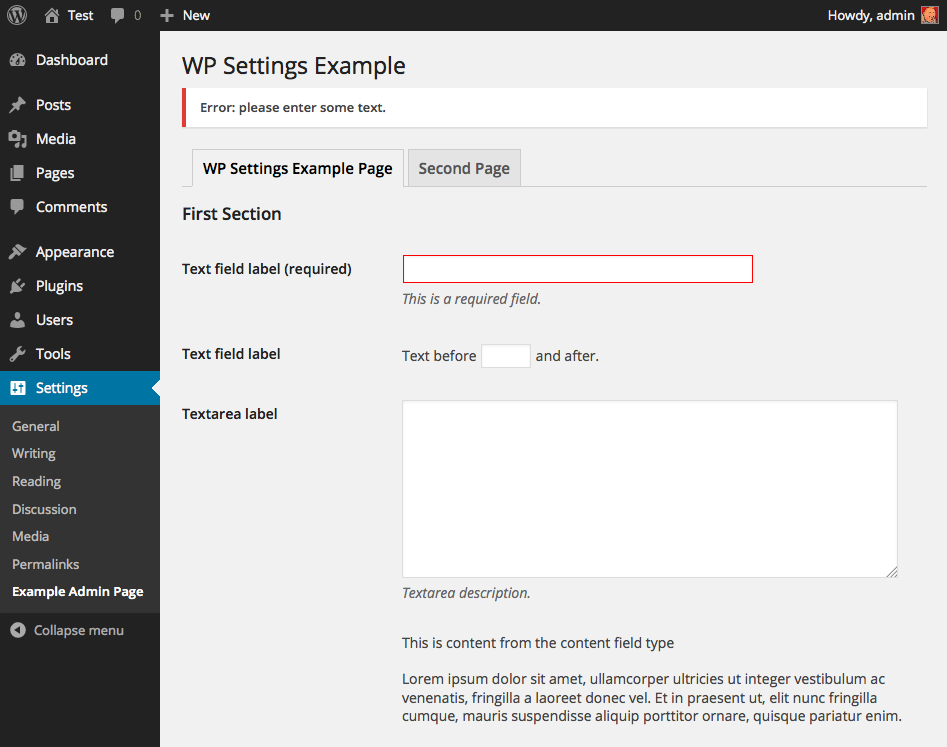 Test
0
New
Howdy, admin
Dashboard
Posts
Media
Pages
Comments
Appearance
Plugins
Users
Tools
Settings
General
Writing
Reading
Discussion
Media
Permalinks
Example Admin Page
Collapse menu
WP Settings Example
Error: please enter some text.
WP Settings Example Page
Second Page
First Section
Text field label (required)
This is a required field.
Text field label
Text before
and after.
Textarea label
Textarea description.
This is content from the content field type
Lorem ipsum dolor sit amet, ullamcorper ultricies ut integer vestibulum ac
venenatis, fringilla a laoreet donec vel. Et in praesent ut, elit nunc fringilla
cumque, mauris suspendisse aliquip porttitor ornare, quisque pariatur enim.